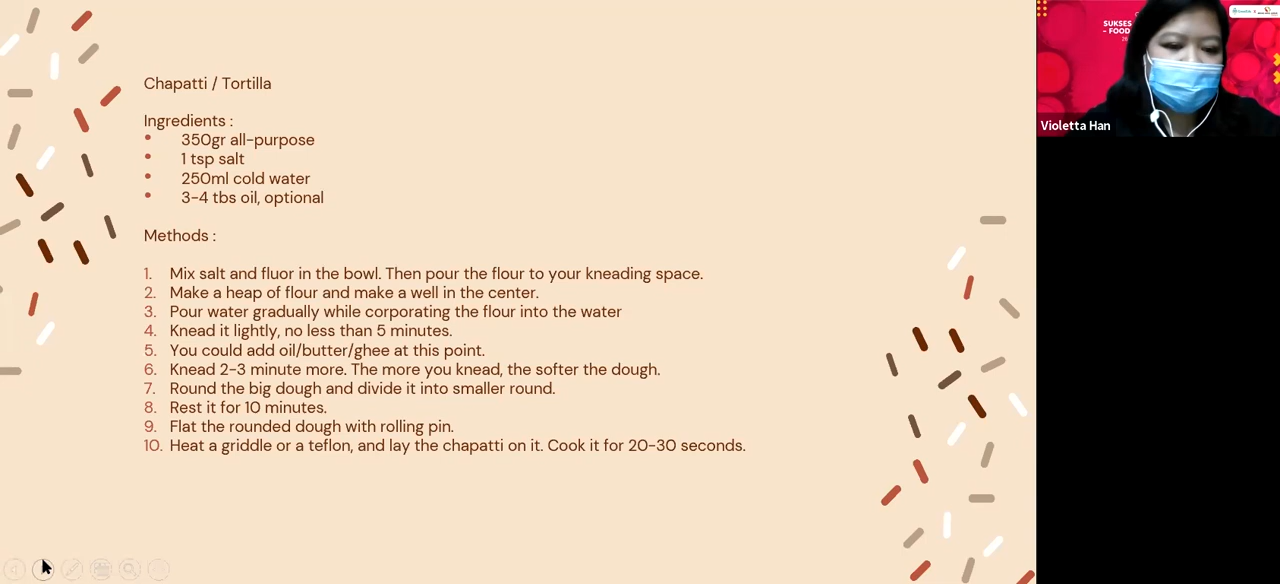 Chapatti / Tortilla
Ingredients :
• 350gr all-purpose
• 1 tsp salt
• 250ml cold water
• 3-4 tbs oil, optional
Methods :
1. Mix salt and fluor in the bowl. Then pour the flour to your kneading space.
2. Make a heap of flour and make a well in the center.
3. Pour water gradually while corporating the flour into the water
4. Knead it lightly, no less than 5 minutes.
5. You could add oil/butter/ghee at this point.
6. Knead 2-3 minute more. The more you knead, the softer the dough.
7. Round the big dough and divide it into smaller round.
8. Rest it for 10 minutes.
9. Flat the rounded dough with rolling pin.
10. Heat a griddle or a teflon, and lay the chapatti on it. Cook it for 20-30 seconds.
SUKSES
- FOOD
Violetta Han